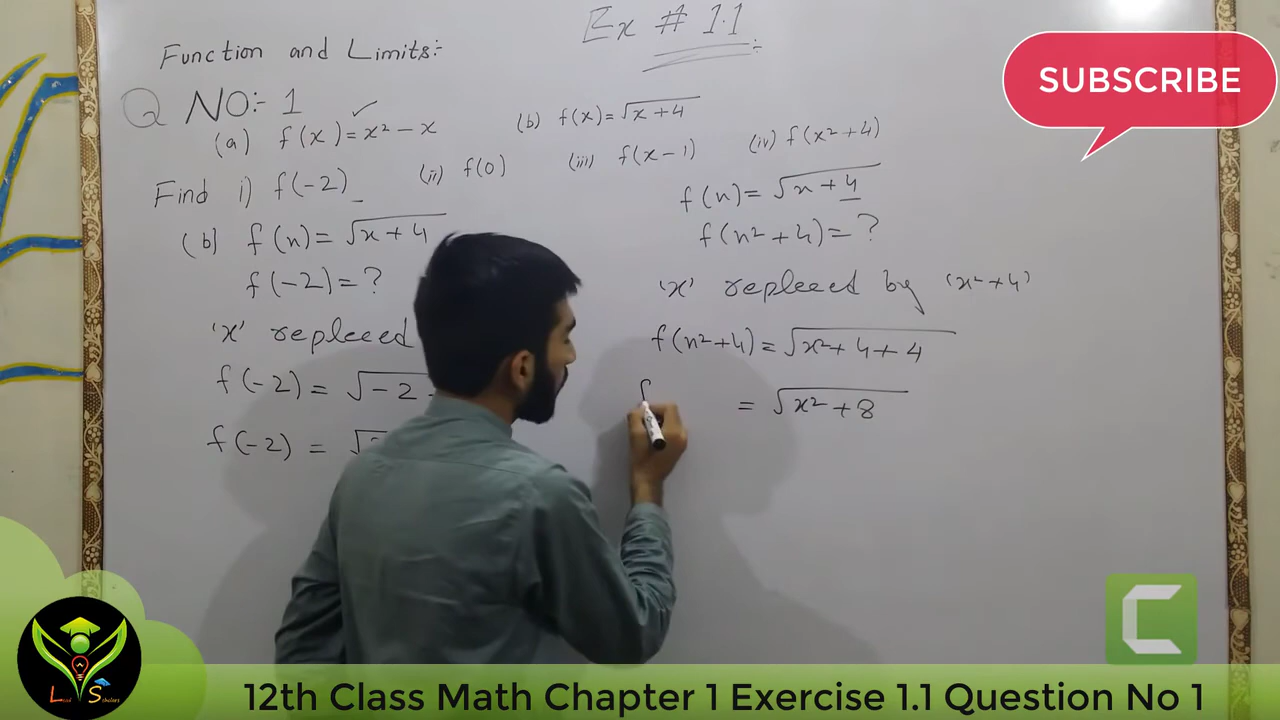 Ex # 1.1:-
Function and Limits:-
SUBSCRIBE
Q NO:- 1
(a) f(x)=x²-x (b) f(x)=√x+4
Find i) f(-2) (ii) f(0) (iii) f(x-1) (iv) f(x²+4)
(b) f(x)=√x+4
f(-2)=?
'x' replaced
f(-2)=√-2
f(-2)=
f(x)=√x+4
f(x²+4)=?
'x' replaced by 'x²+4'
f(x²+4)=√x²+4+4
=√x²+8
12th Class Math Chapter 1 Exercise 1.1 Question No 1